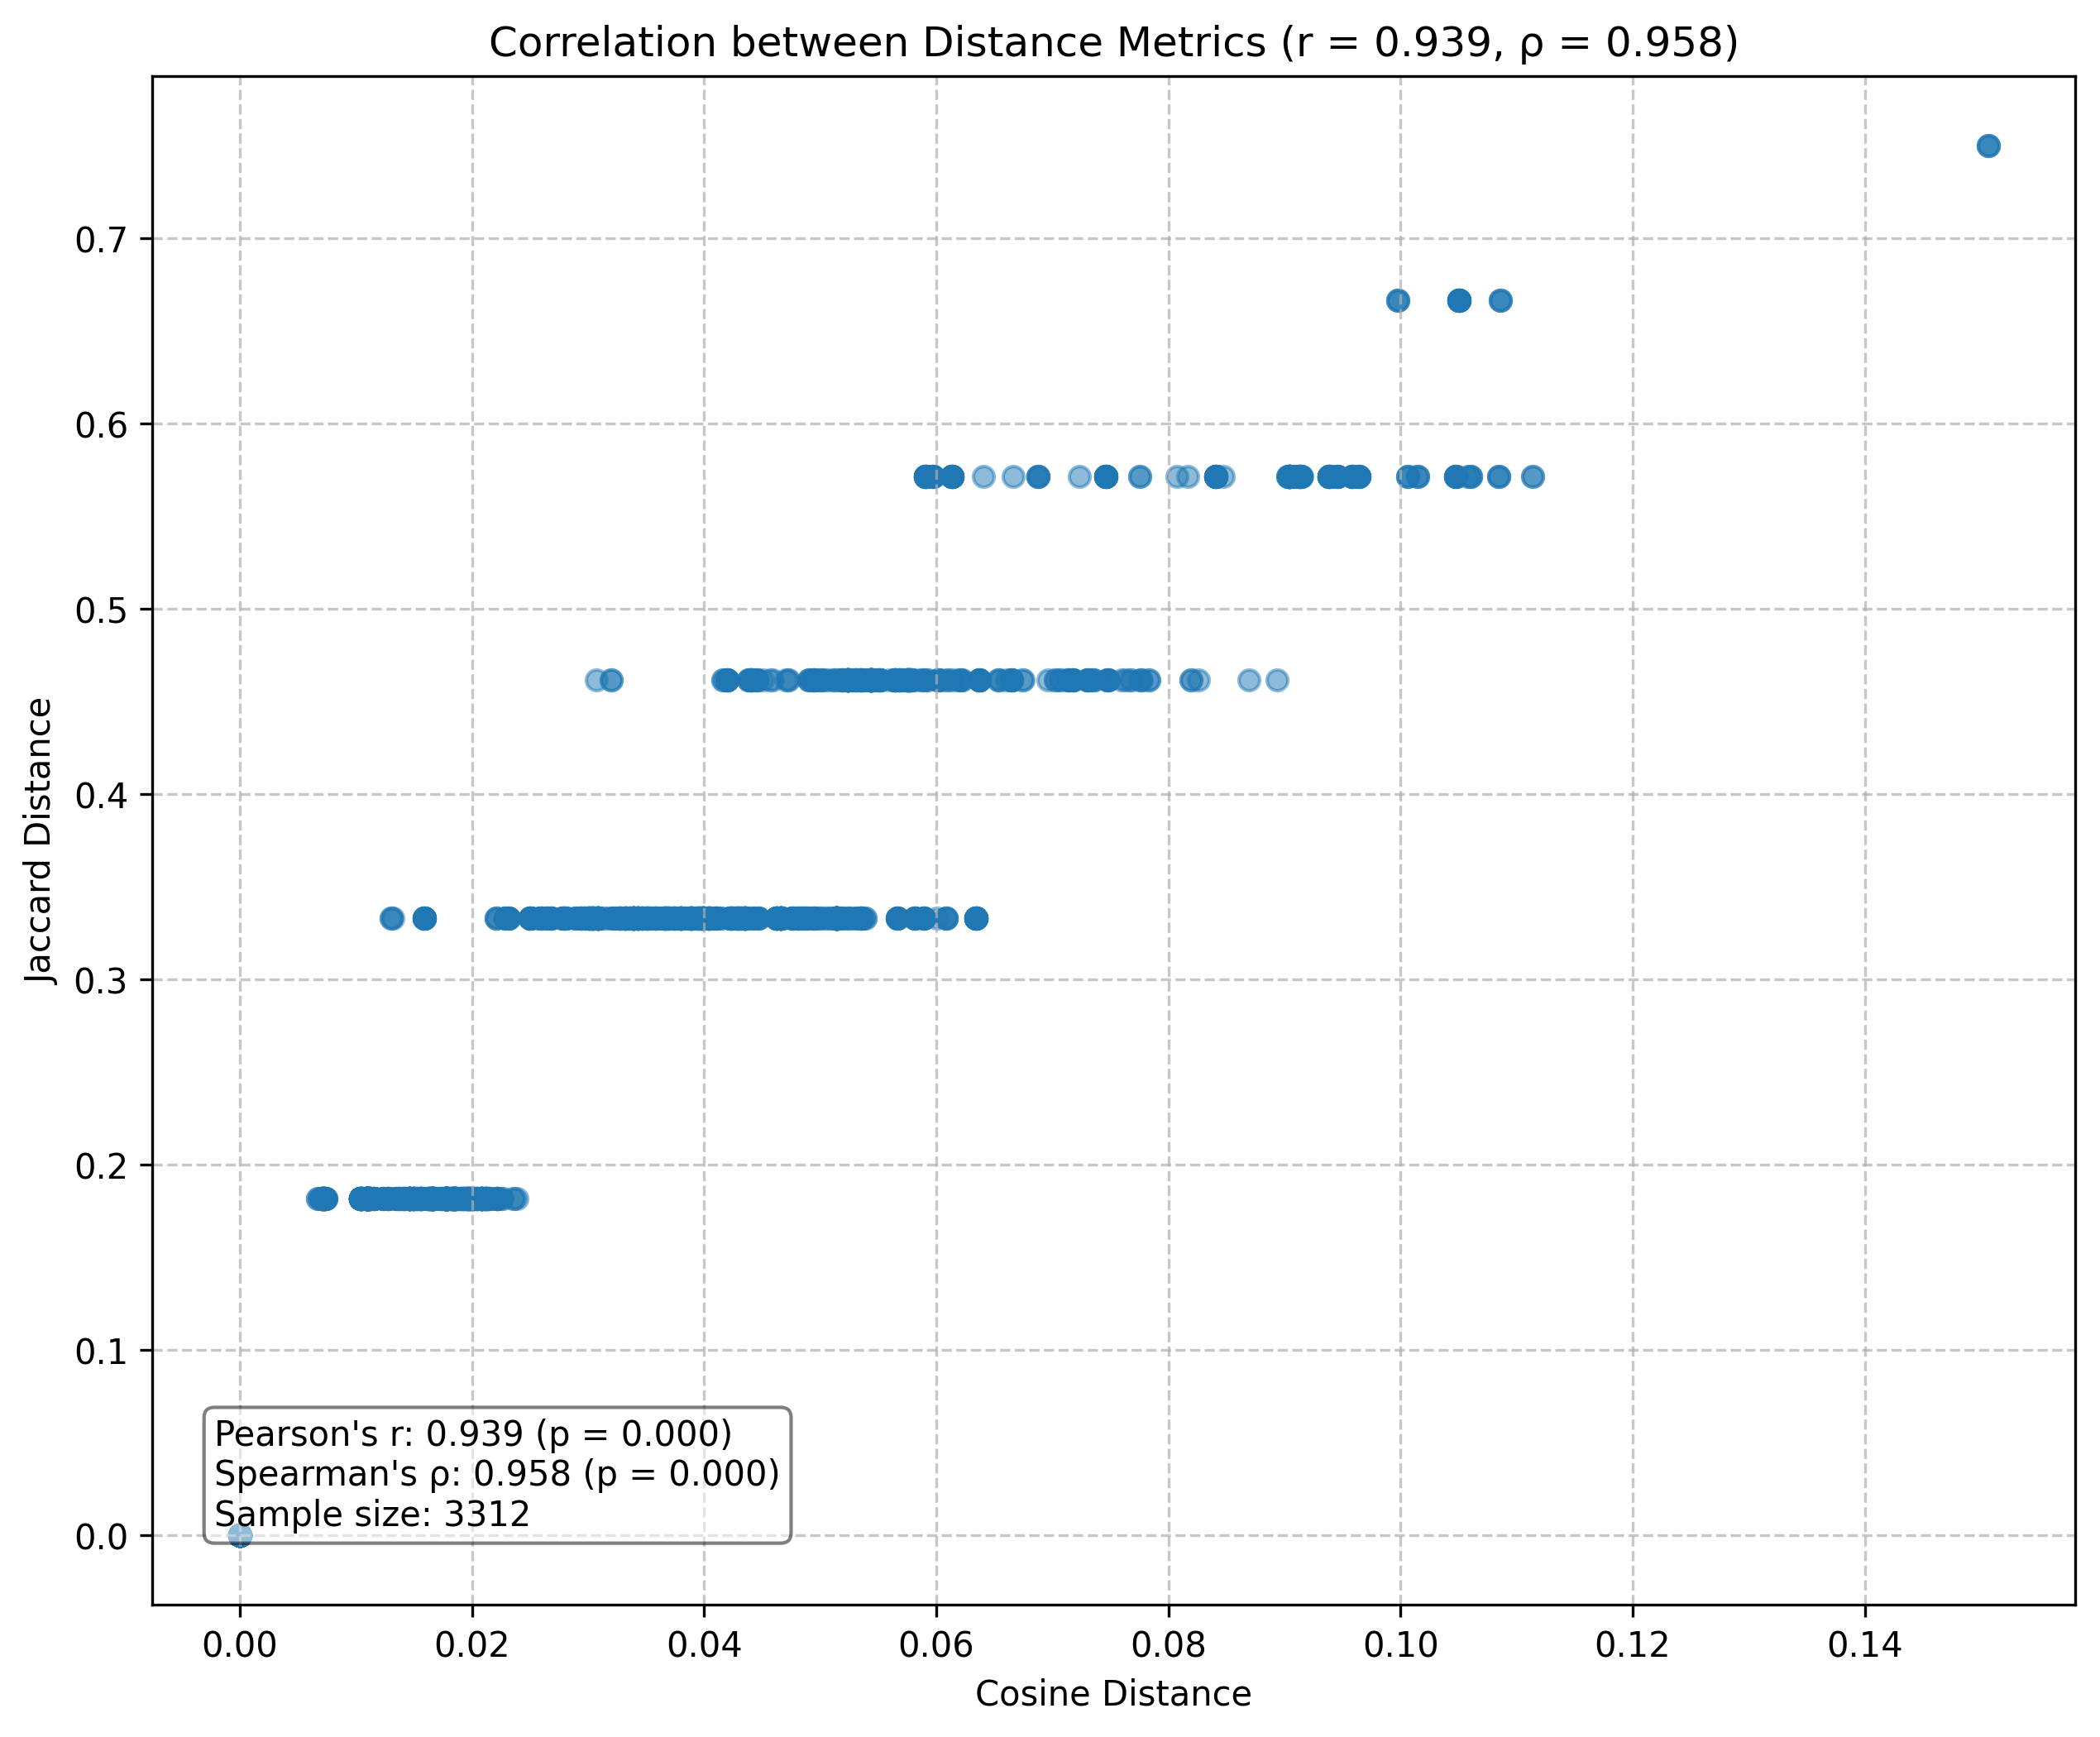 Correlation between Distance Metrics (r = 0.939, ρ = 0.958)
Jaccard Distance
0.7
0.6
0.5
0.4
0.3
0.2
0.1
0.0
Pearson's r: 0.939 (p = 0.000)
Spearman's ρ: 0.958 (p = 0.000)
Sample size: 3312
0.00 0.02 0.04 0.06 0.08 0.10 0.12 0.14
Cosine Distance